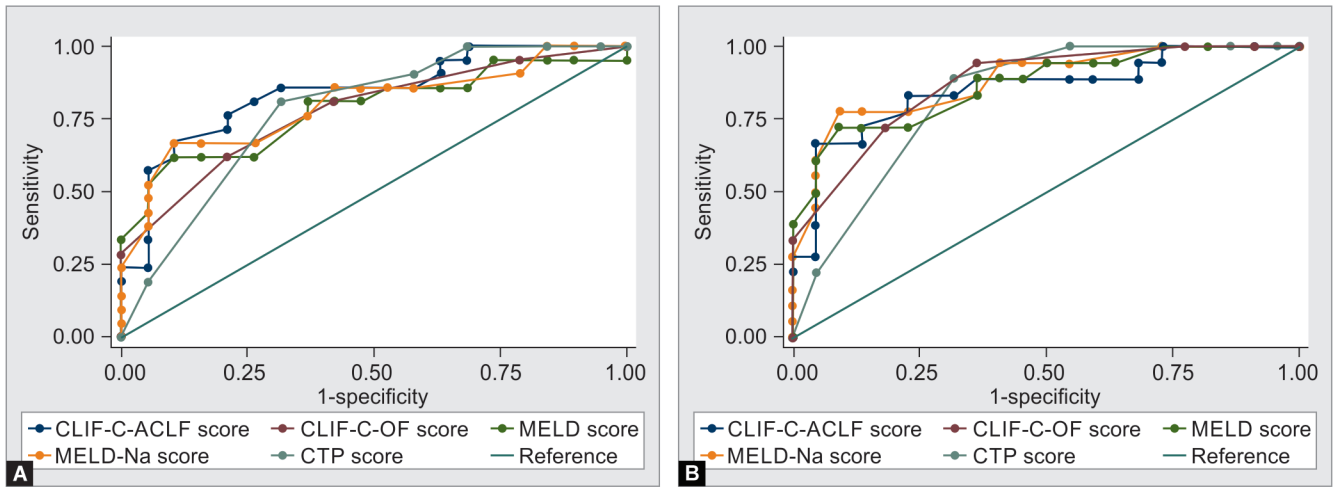 1.00
0.75
0.50
0.25
0.00
Sensitivity
0.00 0.25 0.50 0.75 1.00
1-specificity
CLIF-C-ACLF score CLIF-C-OF score MELD score
MELD-Na score CTP score Reference
A
1.00
0.75
0.50
0.25
0.00
Sensitivity
0.00 0.25 0.50 0.75 1.00
1-specificity
CLIF-C-ACLF score CLIF-C-OF score MELD score
MELD-Na score CTP score Reference
B